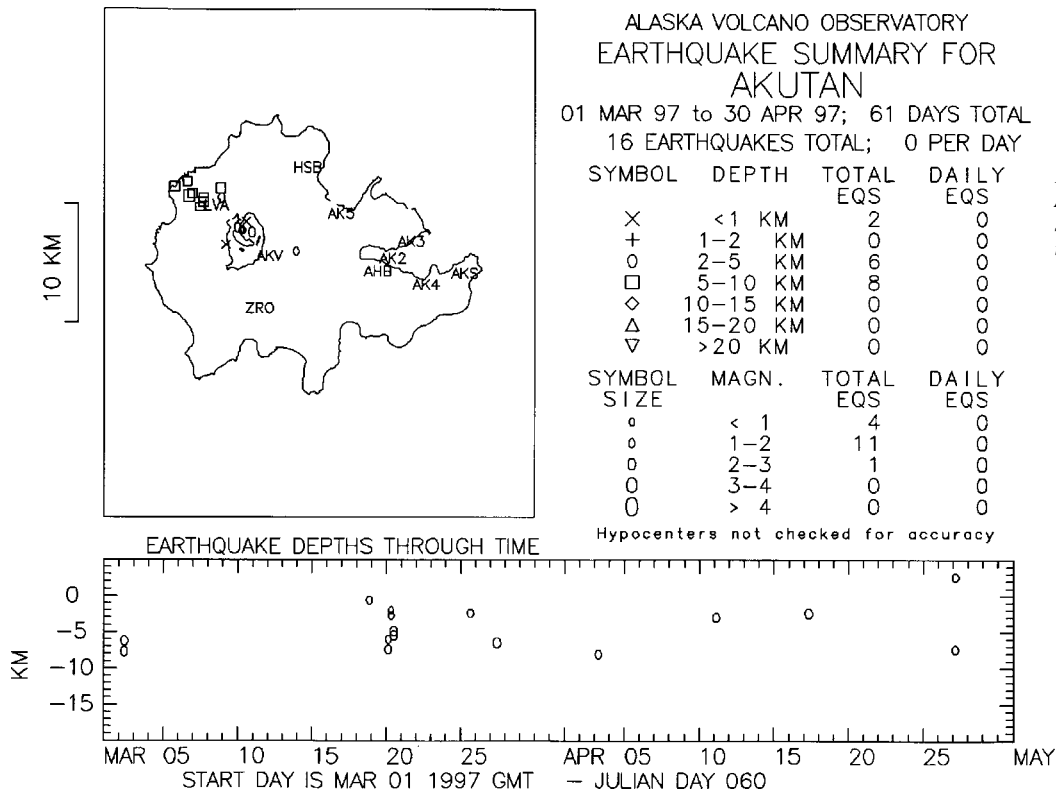 ALASKA VOLCANO OBSERVATORY
EARTHQUAKE SUMMARY FOR
AKUTAN
01 MAR 97 to 30 APR 97; 61 DAYS TOTAL
16 EARTHQUAKES TOTAL; 0 PER DAY
SYMBOL DEPTH TOTAL EQS DAILY EQS
× <1 KM 2 0
+ 1-2 KM 0 0
0 2-5 KM 6 0
□ 5-10 KM 8 0
◇ 10-15 KM 0 0
△ 15-20 KM 0 0
▽ >20 KM 0 0
SYMBOL SIZE MAGN. TOTAL EQS DAILY EQS
0 < 1 4 0
0 1-2 11 0
0 2-3 1 0
0 3-4 0 0
0 > 4 0 0
Hypocenters not checked for accuracy
10 KM
HSB
LVA
AK5
AKV
AK3
AK2
AHB
AK4
AKS
ZRO
EARTHQUAKE DEPTHS THROUGH TIME
KM
0
-5
-10
-15
MAR 05 10 15 20 25 APR 05 10 15 20 25 MAY
START DAY IS MAR 01 1997 GMT - JULIAN DAY 060